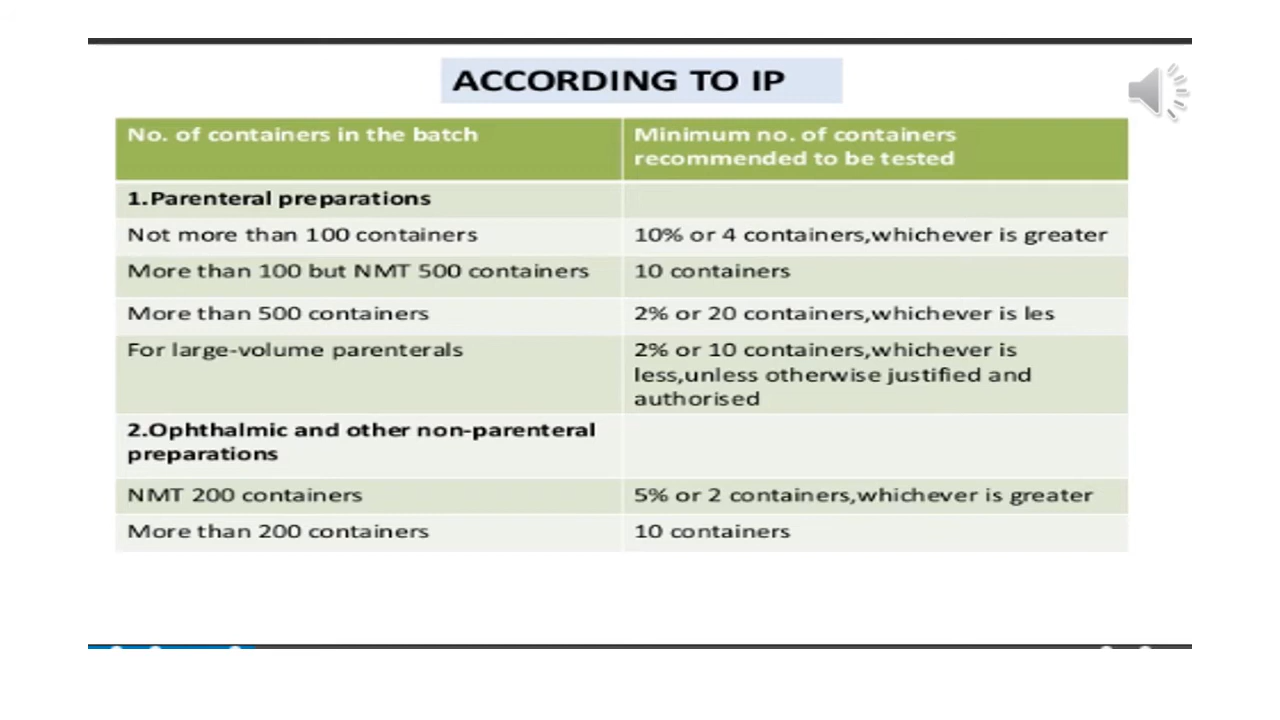 ACCORDING TO IP
No. of containers in the batch
Minimum no. of containers
recommended to be tested
1.Parenteral preparations
Not more than 100 containers
10% or 4 containers,whichever is greater
More than 100 but NMT 500 containers
10 containers
More than 500 containers
2% or 20 containers,whichever is les
For large-volume parenterals
2% or 10 containers,whichever is
less,unless otherwise justified and
authorised
2.Ophthalmic and other non-parenteral
preparations
NMT 200 containers
5% or 2 containers,whichever is greater
More than 200 containers
10 containers